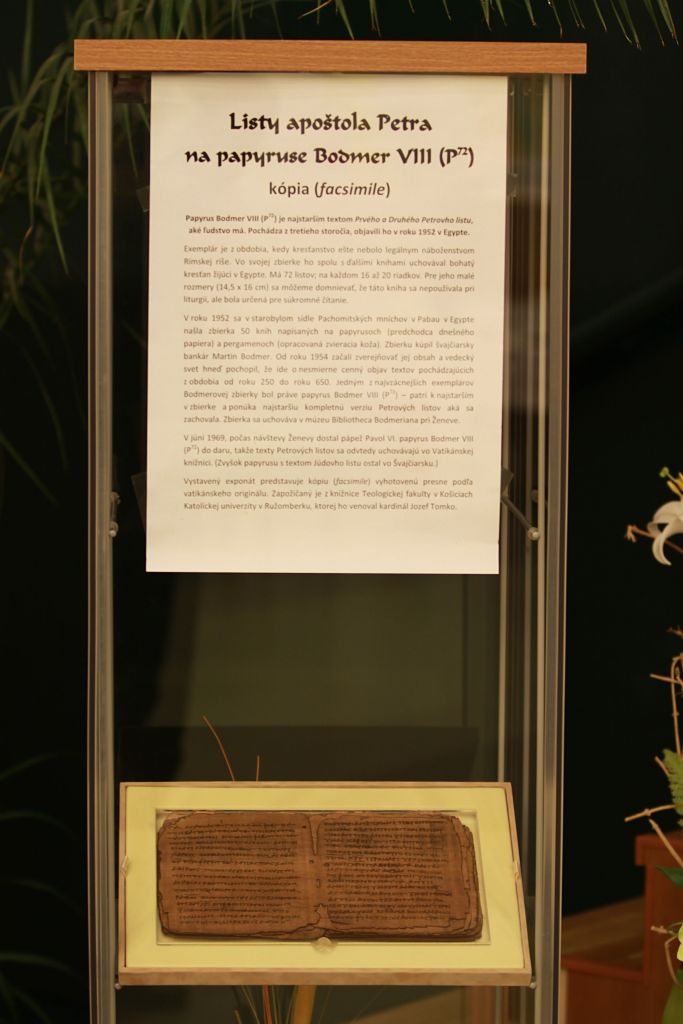 Listy apoštola Petra
na papyruse Bodmer VIII (P72)
kópia (facsimile)
Papyrus Bodmer VIII (P72) je najstarším textom Prvého a Druhého Petrovho listu,
aké ľudstvo má. Pochádza z tretieho storočia, objavili ho v roku 1952 v Egypte.
Exemplár je z obdobia, kedy kresťanstvo ešte nebolo legálnym náboženstvom
Rímskej ríše. Vo svojej zbierke ho spolu s ďalšími knihami uchovával bohatý
kresťan žijúci v Egypte. Má 72 listov; na každom 16 až 20 riadkov. Pre jeho malé
rozmery (14,5 x 16 cm) sa môžeme domnievať, že táto kniha sa nepoužívala pri
liturgii, ale bola určená pre súkromné čítanie.
V roku 1952 sa v starobylom sídle Pachomitských mníchov v Pabau v Egypte
našla zbierka 50 kníh napísaných na papyrusoch (predchodca dnešného
papiera) a pergamenoch (opracovaná zvieracia koža). Zbierku kúpil švajčiarsky
bankár Martin Bodmer. Od roku 1954 začali zverejňovať jej obsah a vedecký
svet hneď pochopil, že ide o nesmierne cenný objav textov pochádzajúcich
z obdobia od roku 250 do roku 650. Jedným z najvzácnejších exemplárov
Bodmerovej zbierky bol práve papyrus Bodmer VIII (P72) – patrí k najstarším
v zbierke a ponúka najstaršiu kompletnú verziu Petrových listov aká sa
zachovala. Zbierka sa uchováva v múzeu Bibliotheca Bodmeriana pri Ženeve.
V júni 1969, počas návštevy Ženevy dostal pápež Pavol VI. papyrus Bodmer VIII
(P72) do daru, takže texty Petrových listov sa odvtedy uchovávajú vo Vatikánskej
knižnici. (Zvyšok papyrusu s textom Júdovho listu ostal vo Švajčiarsku.)
Vystavený exponát predstavuje kópiu (facsimile) vyhotovenú presne podľa
vatikánskeho originálu. Zapožičaný je z knižnice Teologickej fakulty v Košiciach
Katolíckej univerzity v Ružomberku, ktorej ho venoval kardinál Jozef Tomko.